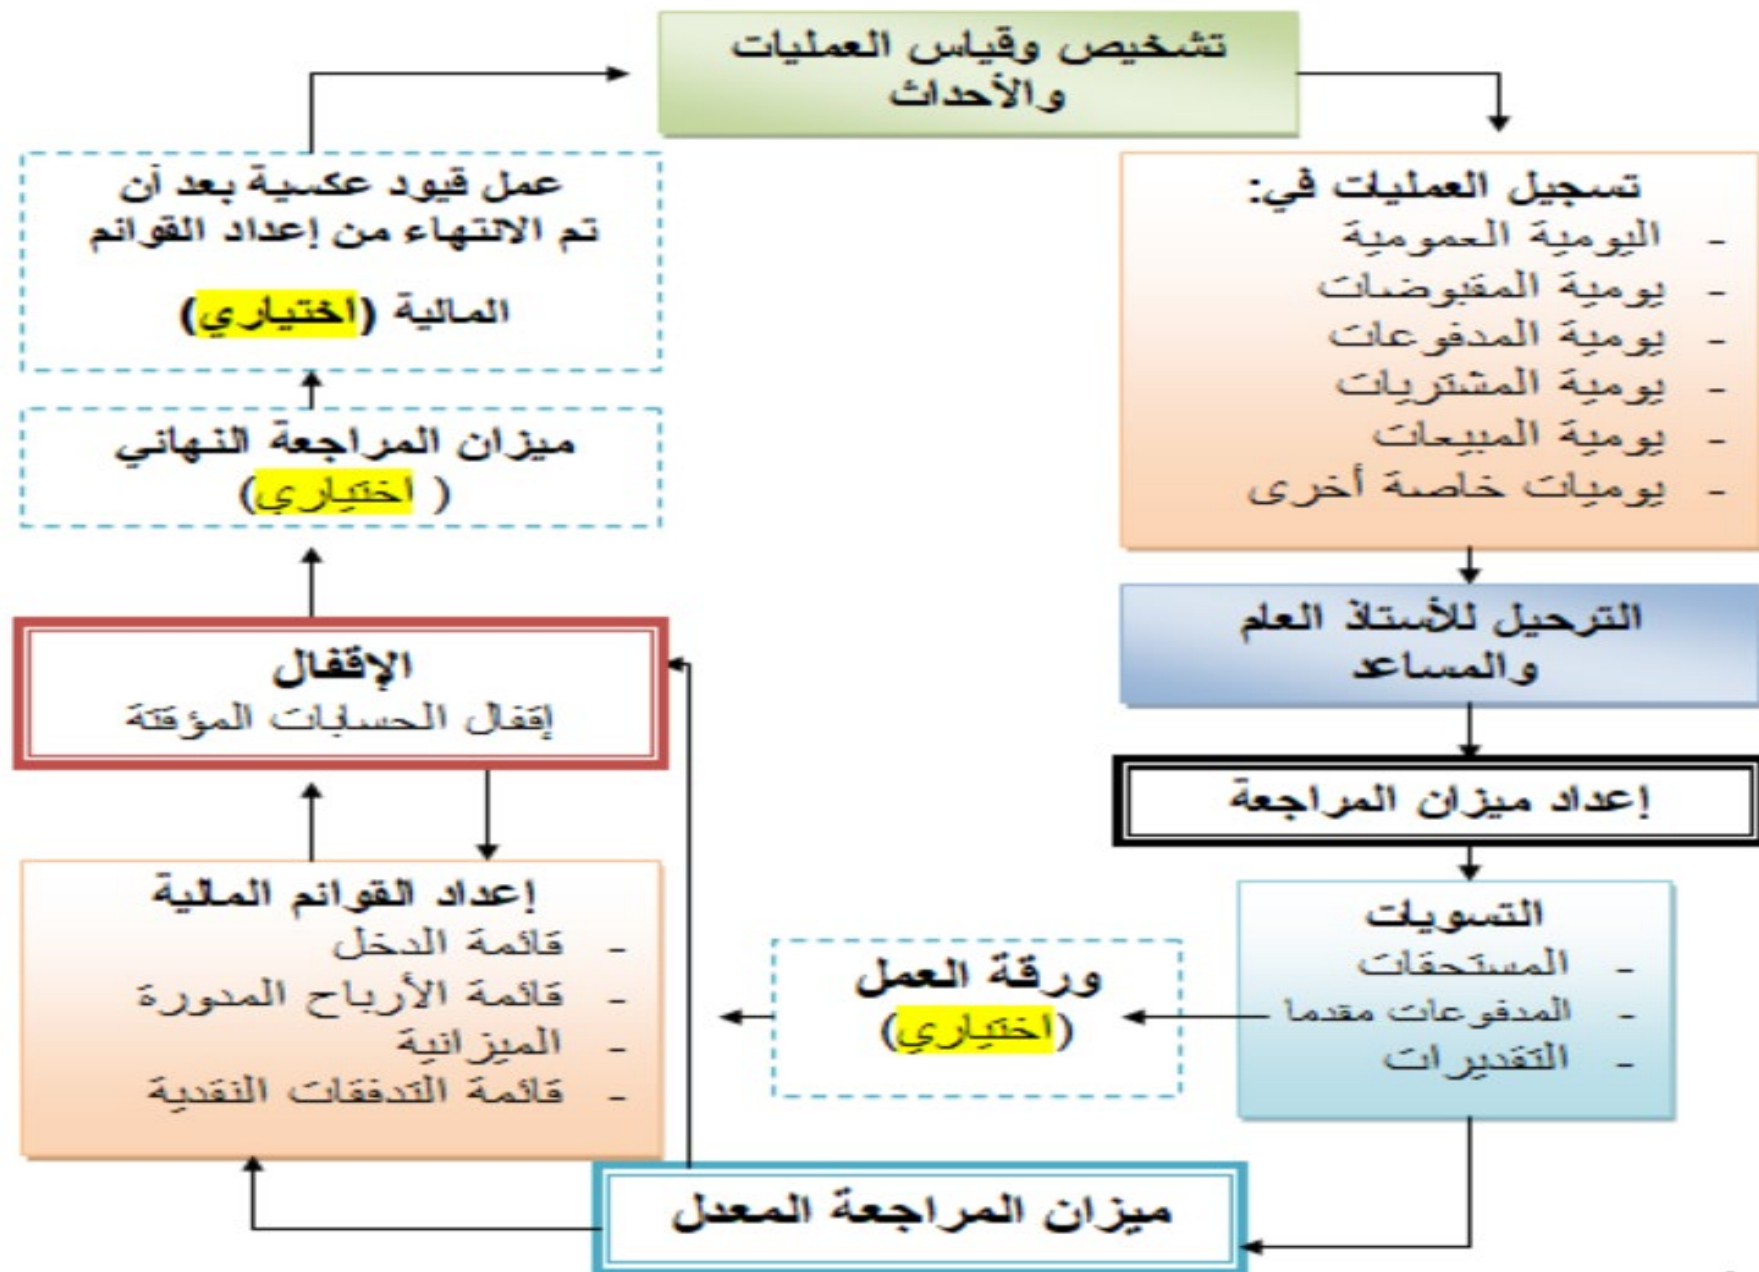 تشخيص وقياس العمليات
والأحداث
تسجيل العمليات في:
- اليومية العمومية
- يومية المقبوضات
- يومية المدفوعات
- يومية المشتريات
- يومية المبيعات
- يوميات خاصة أخرى
الترحيل للأستاذ العام
والمساعد
إعداد ميزان المراجعة
التسويات
- المستحقات
- المدفوعات مقدما
- التقديرات
ورقة العمل
(اختياري)
ميزان المراجعة المعدل
إعداد القوائم المالية
- قائمة الدخل
- قائمة الأرباح المدورة
- الميزانية
- قائمة التدفقات النقدية
الإقفال
إقفال الحسابات المؤقتة
ميزان المراجعة النهائي
( اختياري)
عمل قيود عكسية بعد أن
تم الانتهاء من إعداد القوائم
المالية (اختياري)